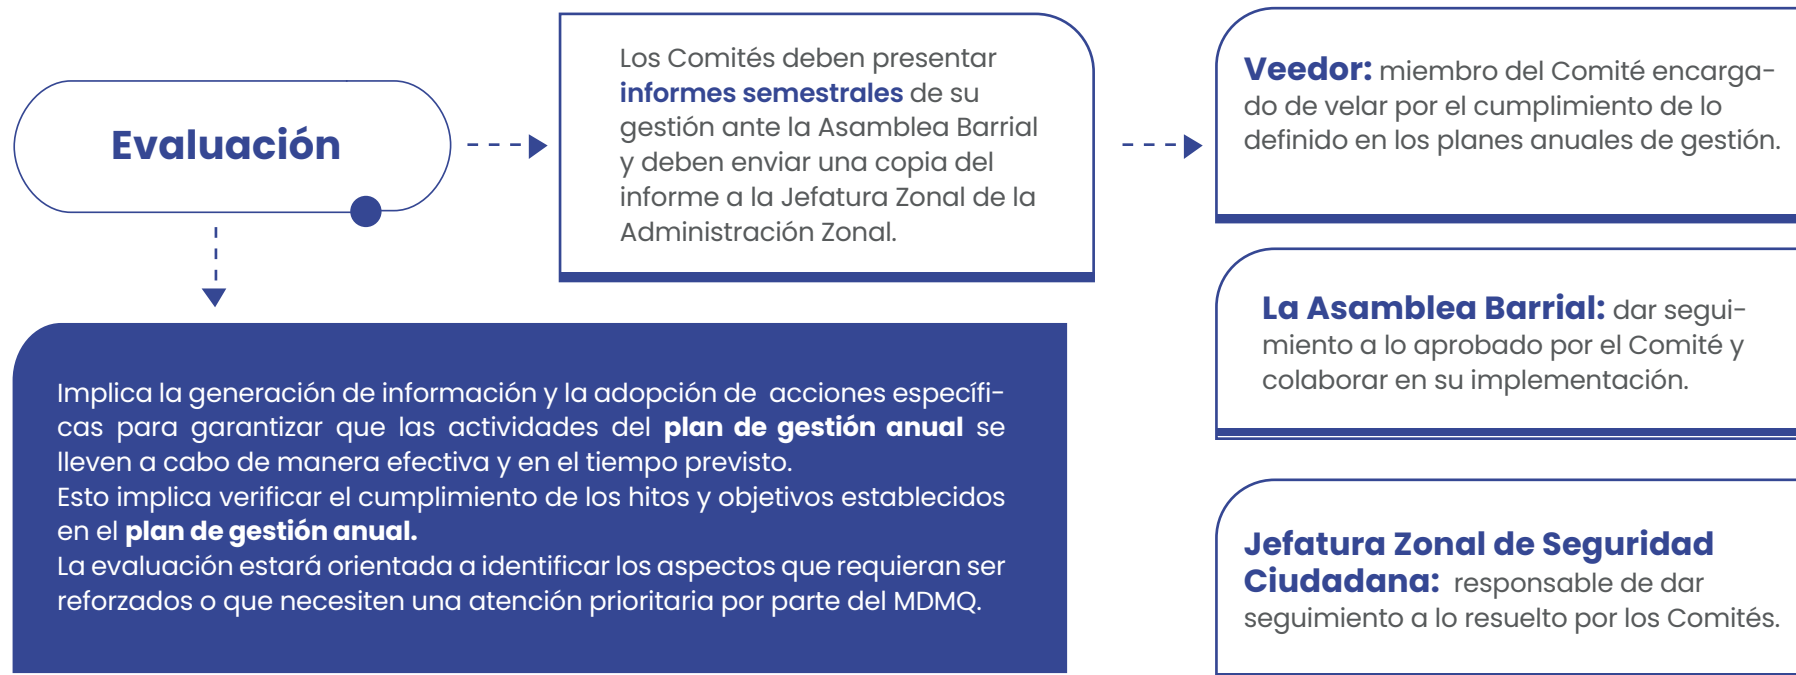 Evaluación
Los Comités deben presentar
informes semestrales de su
gestión ante la Asamblea Barrial
y deben enviar una copia del
informe a la Jefatura Zonal de la
Administración Zonal.
Veedor: miembro del Comité encarga-
do de velar por el cumplimiento de lo
definido en los planes anuales de gestión.
La Asamblea Barrial: dar segui-
miento a lo aprobado por el Comité y
colaborar en su implementación.
Jefatura Zonal de Seguridad
Ciudadana: responsable de dar
seguimiento a lo resuelto por los Comités.
Implica la generación de información y la adopción de acciones específi-
cas para garantizar que las actividades del plan de gestión anual se
lleven a cabo de manera efectiva y en el tiempo previsto.
Esto implica verificar el cumplimiento de los hitos y objetivos establecidos
en el plan de gestión anual.
La evaluación estará orientada a identificar los aspectos que requieran ser
reforzados o que necesiten una atención prioritaria por parte del MDMQ.